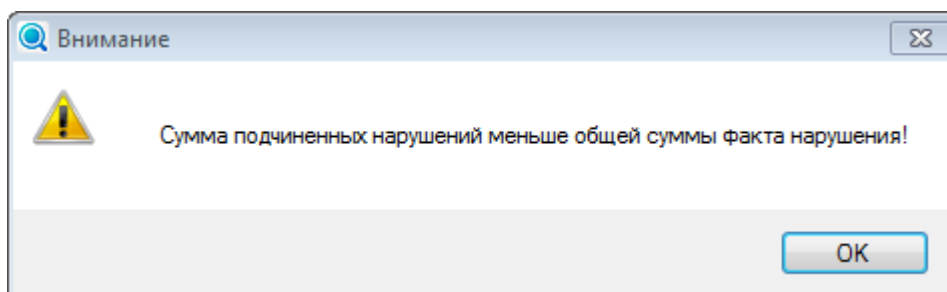 Внимание
Сумма подчиненных нарушений меньше общей суммы факта нарушения!
OK